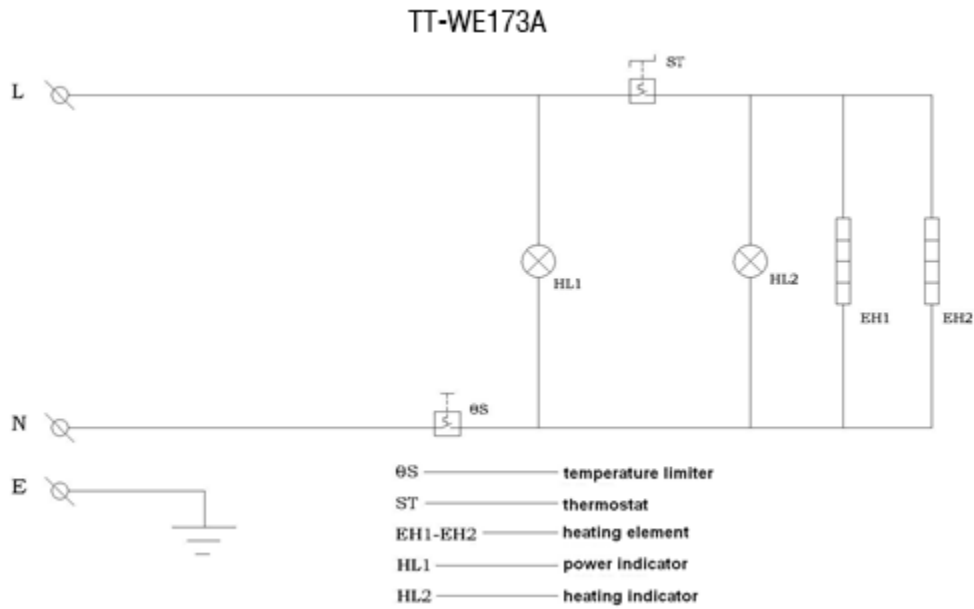 TT-WE173A
ST
L
HL1
HL2
EH1
EH2
N
θS
E
θS temperature limiter
ST thermostat
EH1-EH2 heating element
HL1 power indicator
HL2 heating indicator